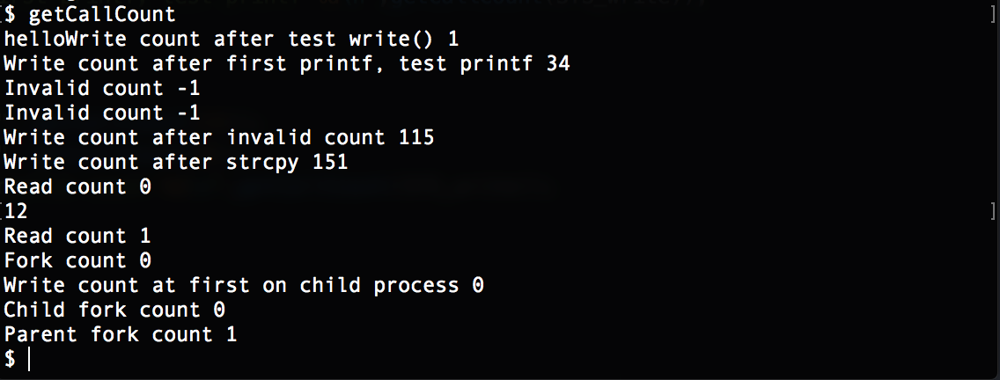 $ getCallCount
helloWrite count after test write() 1
Write count after first printf, test printf 34
Invalid count -1
Invalid count -1
Write count after invalid count 115
Write count after strcpy 151
Read count 0
12
Read count 1
Fork count 0
Write count at first on child process 0
Child fork count 0
Parent fork count 1
$